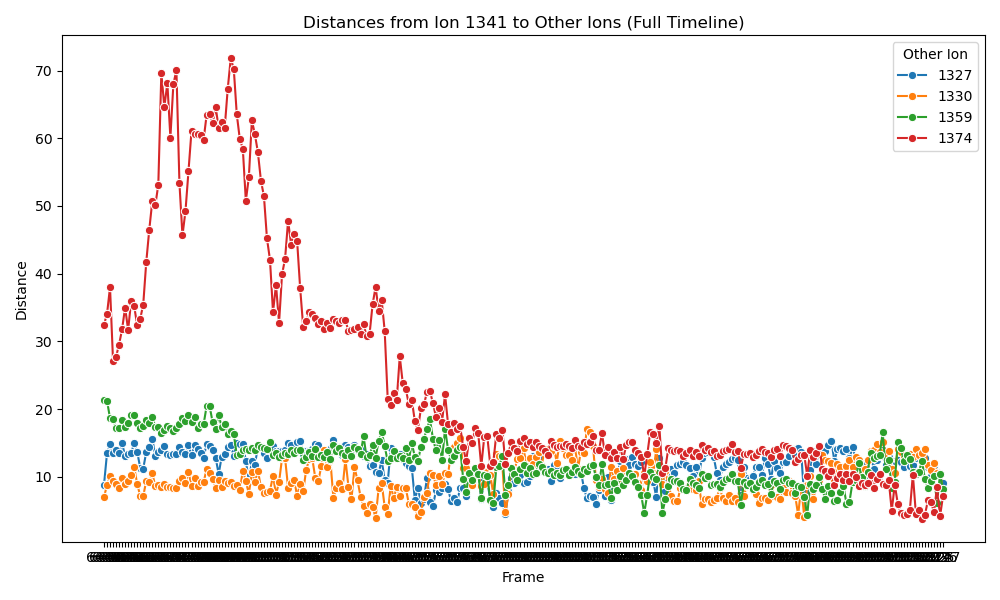 Distances from Ion 1341 to Other Ions (Full Timeline)
Other Ion
1327
1330
1359
1374
70
60
50
40
30
20
10
Distance
Frame